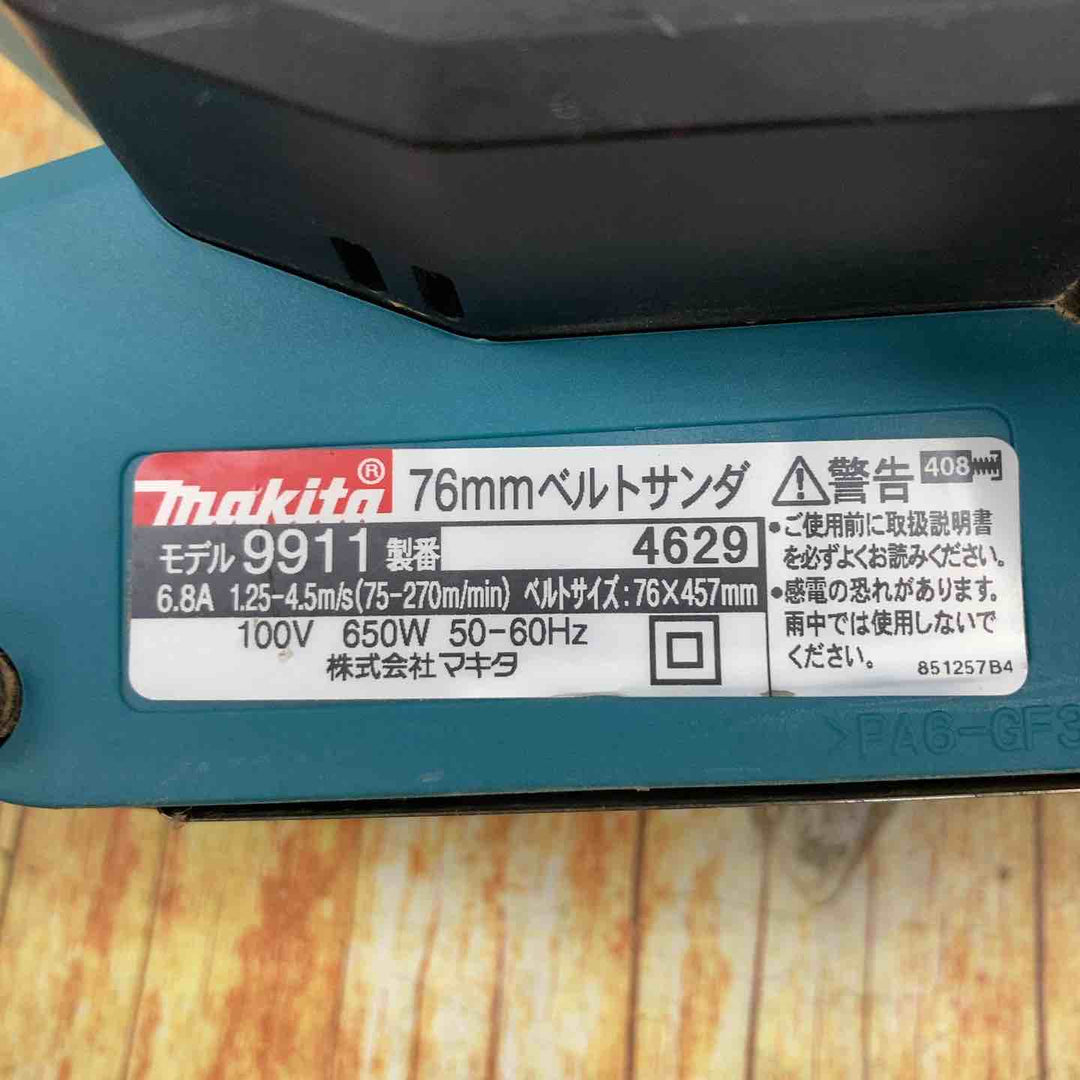 makita® 76mmベルトサンダ
モデル 9911 製番 4629
6.8A 1.25-4.5m/s(75-270m/min) ベルトサイズ:76×457mm
100V 650W 50-60Hz
株式会社マキタ
⚠警告 408
•ご使用前に取扱説明書
を必ずよくお読みください。
•感電の恐れがあります。
雨中では使用しないで
ください。
851257B4
>PA6-GF3